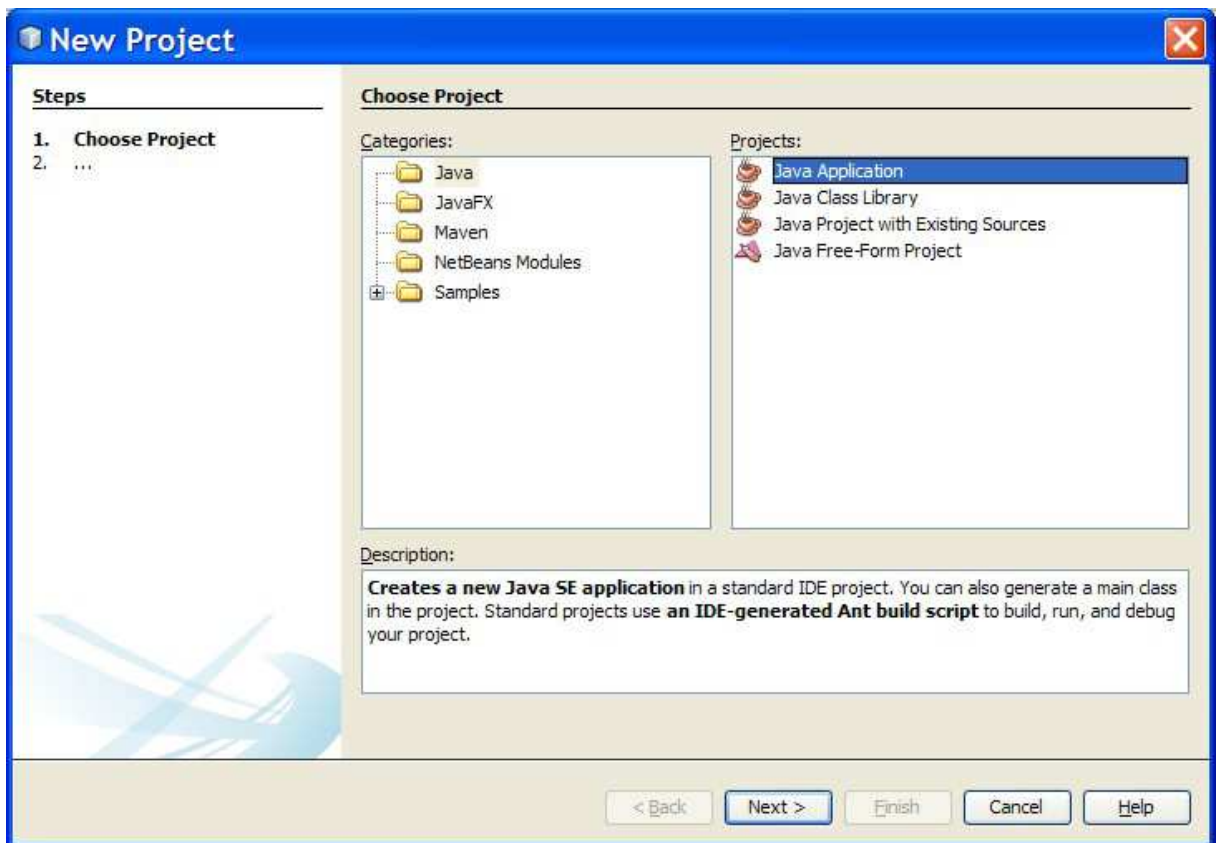 New Project
Steps
1. Choose Project
2. ...
Choose Project
Categories:
Java
JavaFX
Maven
NetBeans Modules
Samples
Projects:
Java Application
Java Class Library
Java Project with Existing Sources
Java Free-Form Project
Description:
Creates a new Java SE application in a standard IDE project. You can also generate a main class
in the project. Standard projects use an IDE-generated Ant build script to build, run, and debug
your project.
< Back
Next >
Finish
Cancel
Help